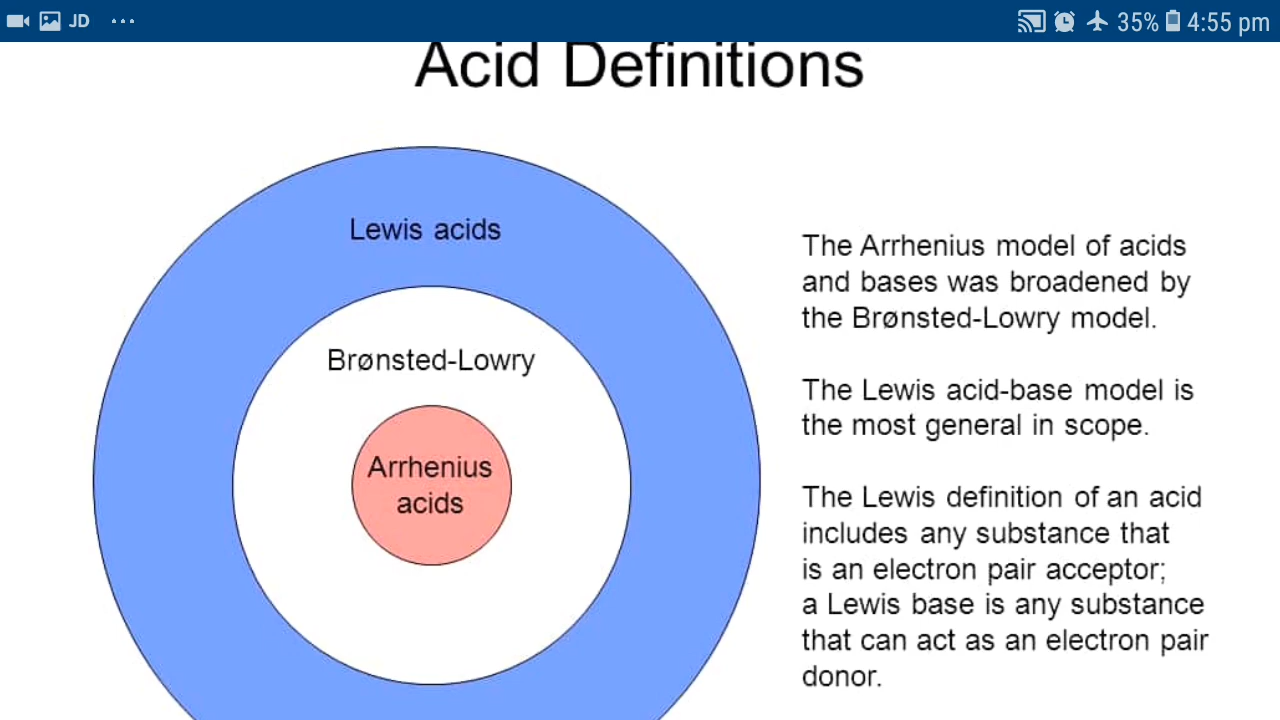 JD ... 35% 4:55 pm
Acid Definitions
Lewis acids
Brønsted-Lowry
Arrhenius
acids
The Arrhenius model of acids
and bases was broadened by
the Brønsted-Lowry model.
The Lewis acid-base model is
the most general in scope.
The Lewis definition of an acid
includes any substance that
is an electron pair acceptor;
a Lewis base is any substance
that can act as an electron pair
donor.